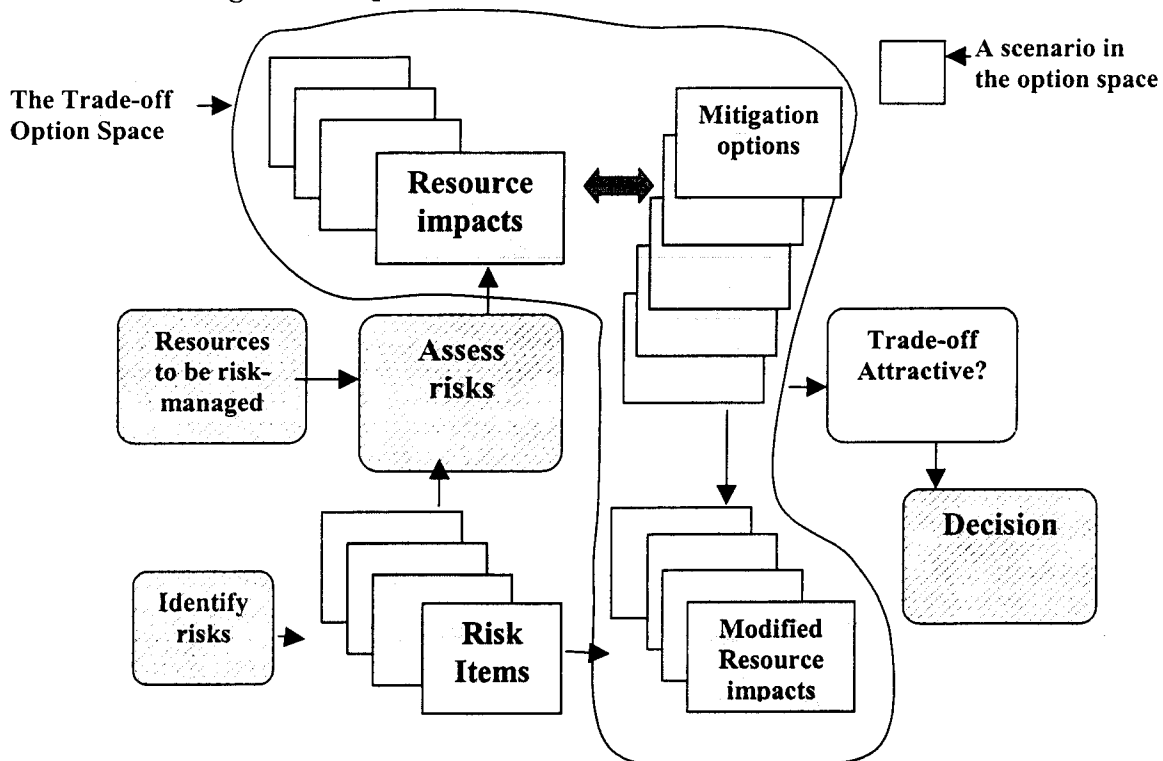 The Trade-off
Option Space
A scenario in
the option space
Mitigation
options
Resource
impacts
Resources
to be risk-
managed
Assess
risks
Trade-off
Attractive?
Decision
Identify
risks
Risk
Items
Modified
Resource
impacts